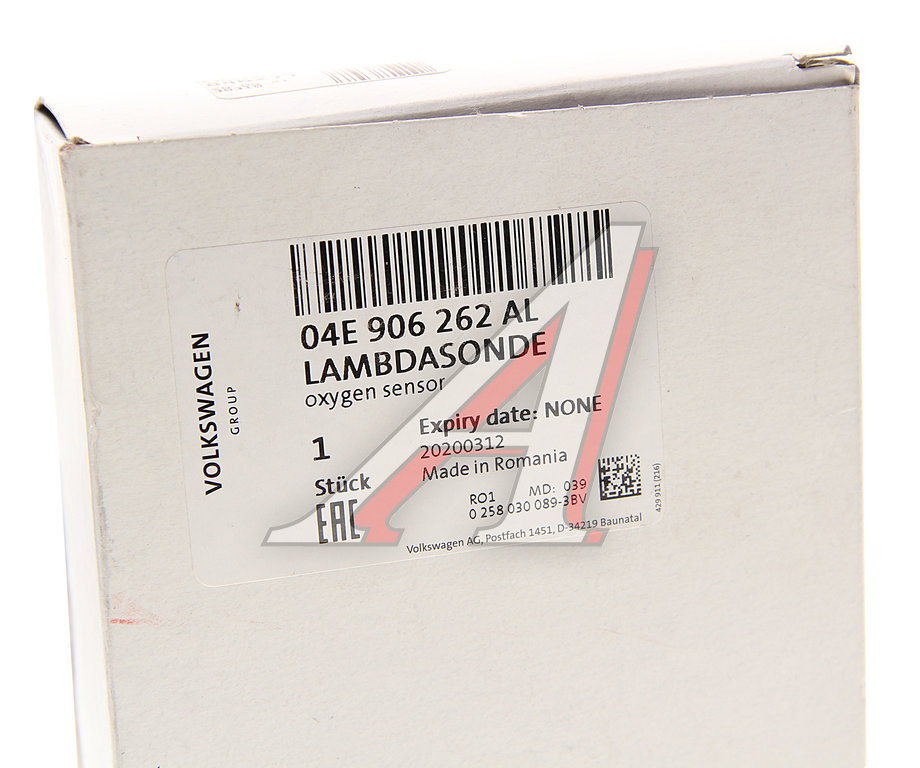 VOLKSWAGEN
GROUP
04E 906 262 AL
LAMBDASONDE
oxygen sensor
1
Stück
EAC
Expiry date: NONE
20200312
Made in Romania
RO1 MD: 039
0 258 030 089-3BV
Volkswagen AG, Postfach 1451, D-34219 Baunatal
429 911 (216)